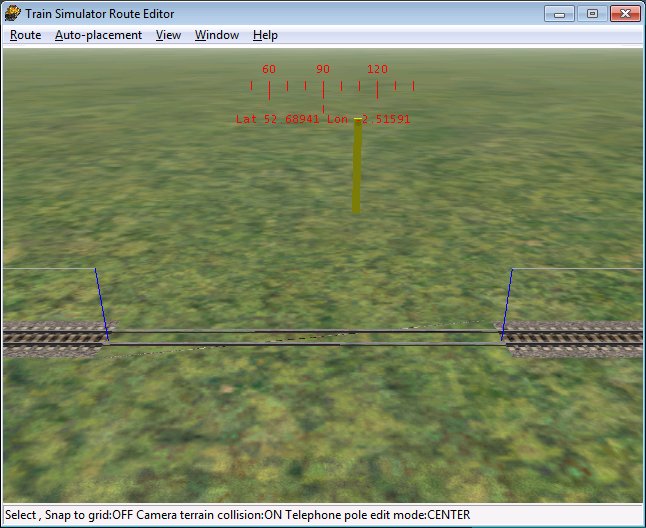 Train Simulator Route Editor
Route Auto-placement View Window Help
60 90 120
Lat 52.68941 Lon -2.51591
Select , Snap to grid:OFF Camera terrain collision:ON Telephone pole edit mode:CENTER